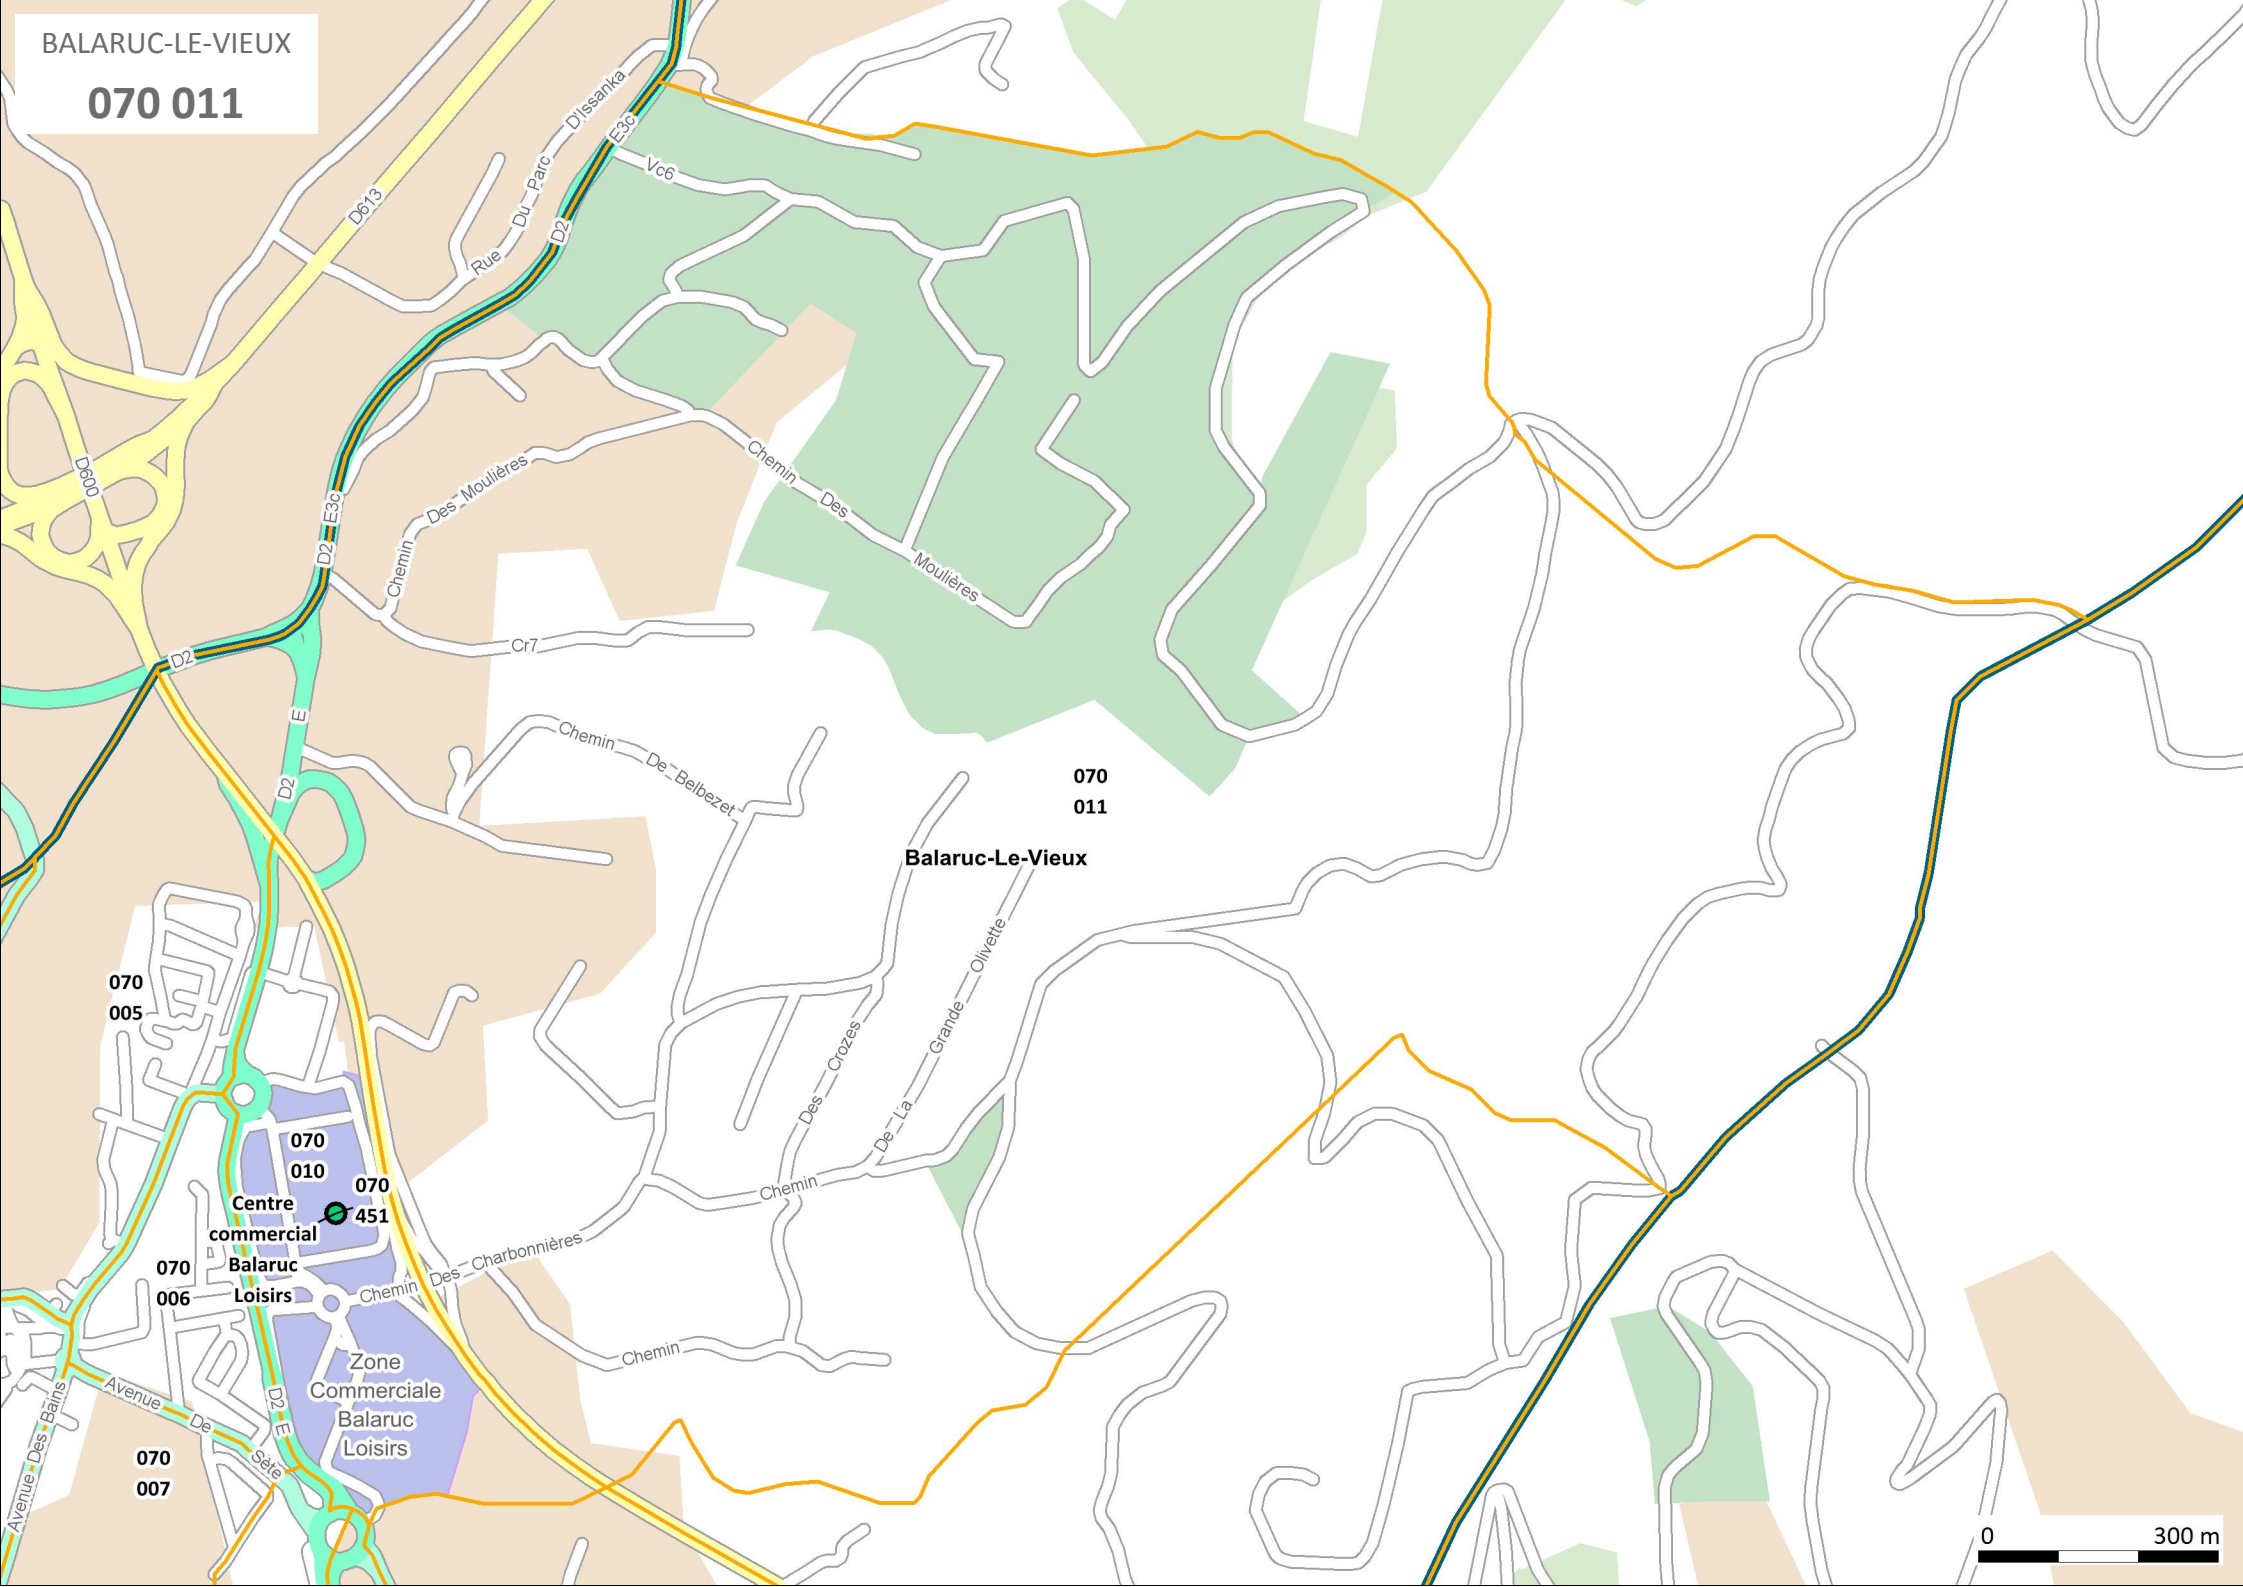 BALARUC-LE-VIEUX
070 011
D'Issanka
Parc
Du
Rue
E3c
Vc6
D613
D2
D600
E3c
D2
Chemin
Des
Moulières
Des Moulières
Chemin
Cr7
D2
E
D2
Chemin
De Belbezet
070
011
Balaruc-Le-Vieux
Olivette
Grande
De La
Crozes
Des
Chemin
070
005
070
010
070
451
Centre
commercial
Balaruc
Loisirs
070
006
Chemin Des Charbonnières
Chemin
Zone
Commerciale
Balaruc
Loisirs
D2 E
Avenue De Sète
Avenue Des Bains
070
007
0 300 m